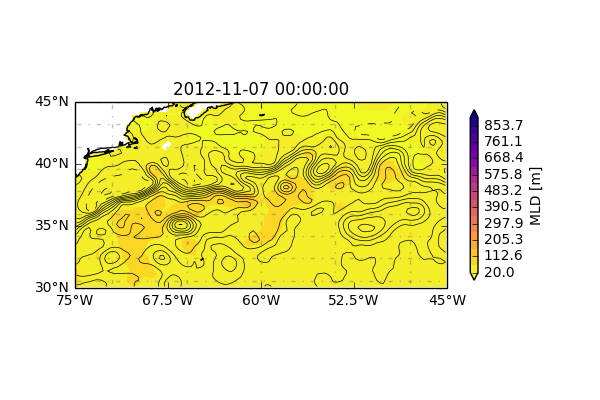 2012-11-07 00:00:00
45°N
40°N
35°N
30°N
75°W
67.5°W
60°W
52.5°W
45°W
853.7
761.1
668.4
575.8
483.2
390.5
297.9
205.3
112.6
20.0
MLD [m]